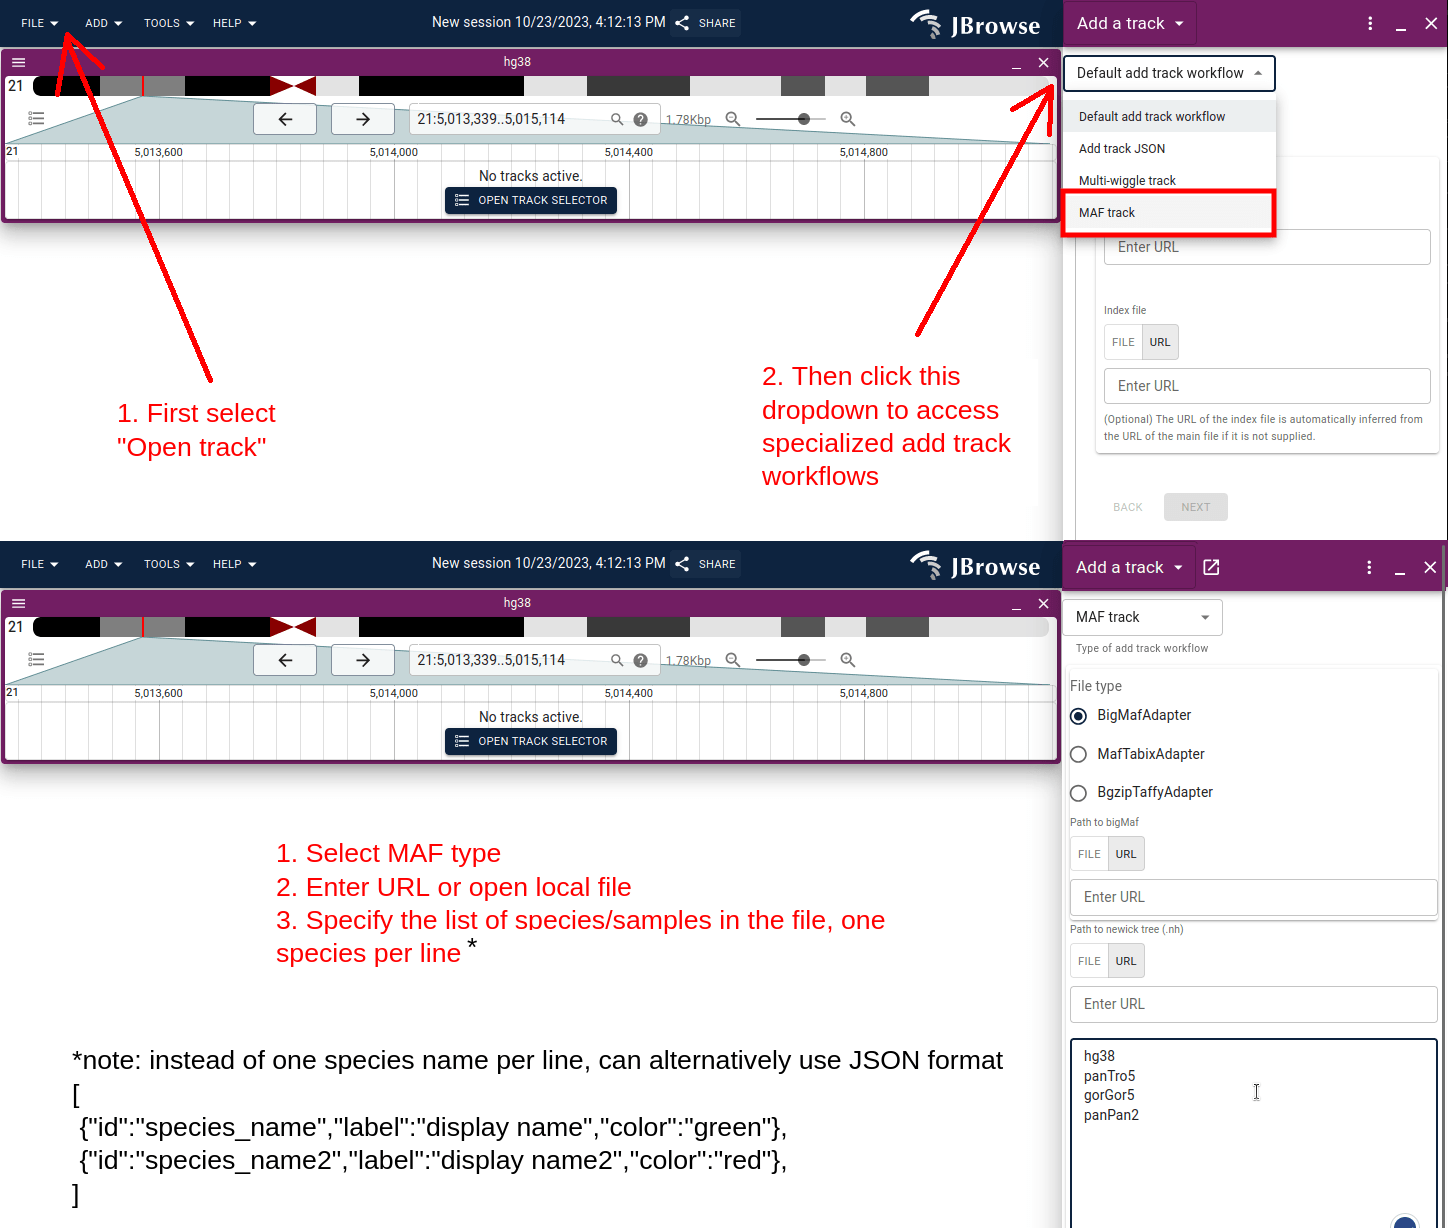 FILE ADD TOOLS HELP New session 10/23/2023, 4:12:13 PM SHARE JBrowse
hg38
21
21:5,013,339..5,015,114 1.78Kbp
21 5,013,600 5,014,000 5,014,400 5,014,800
No tracks active.
OPEN TRACK SELECTOR
1. First select
"Open track"
2. Then click this
dropdown to access
specialized add track
workflows
Add a track
Default add track workflow
Default add track workflow
Add track JSON
Multi-wiggle track
MAF track
Enter URL
Index file
FILE URL
Enter URL
(Optional) The URL of the index file is automatically inferred from
the URL of the main file if it is not supplied.
BACK NEXT
FILE ADD TOOLS HELP New session 10/23/2023, 4:12:13 PM SHARE JBrowse
hg38
21
21:5,013,339..5,015,114 1.78Kbp
21 5,013,600 5,014,000 5,014,400 5,014,800
No tracks active.
OPEN TRACK SELECTOR
1. Select MAF type
2. Enter URL or open local file
3. Specify the list of species/samples in the file, one
species per line *
*note: instead of one species name per line, can alternatively use JSON format
[
{"id":"species_name","label":"display name","color":"green"},
{"id":"species_name2","label":"display name2","color":"red"},
]
Add a track
MAF track
Type of add track workflow
File type
BigMafAdapter
MafTabixAdapter
BgzipTaffyAdapter
Path to bigMaf
FILE URL
Enter URL
Path to newick tree (.nh)
FILE URL
Enter URL
hg38
panTro5
gorGor5
panPan2